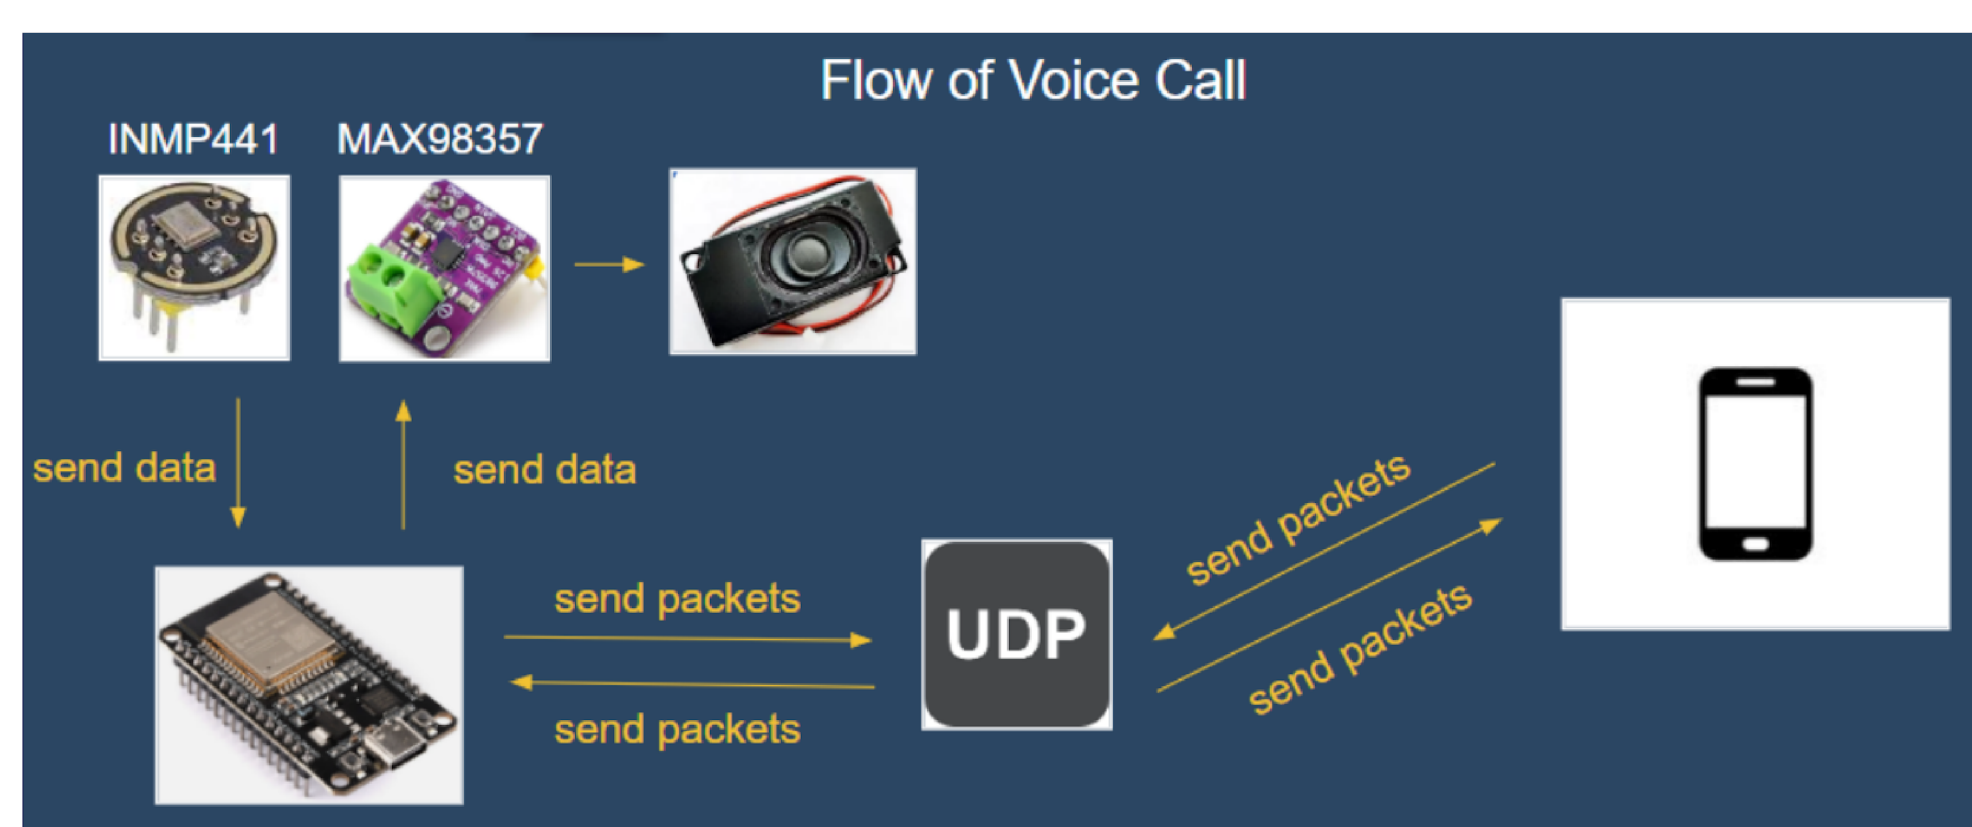 Flow of Voice Call
INMP441
MAX98357
send data
send data
send packets
send packets
UDP
send packets
send packets